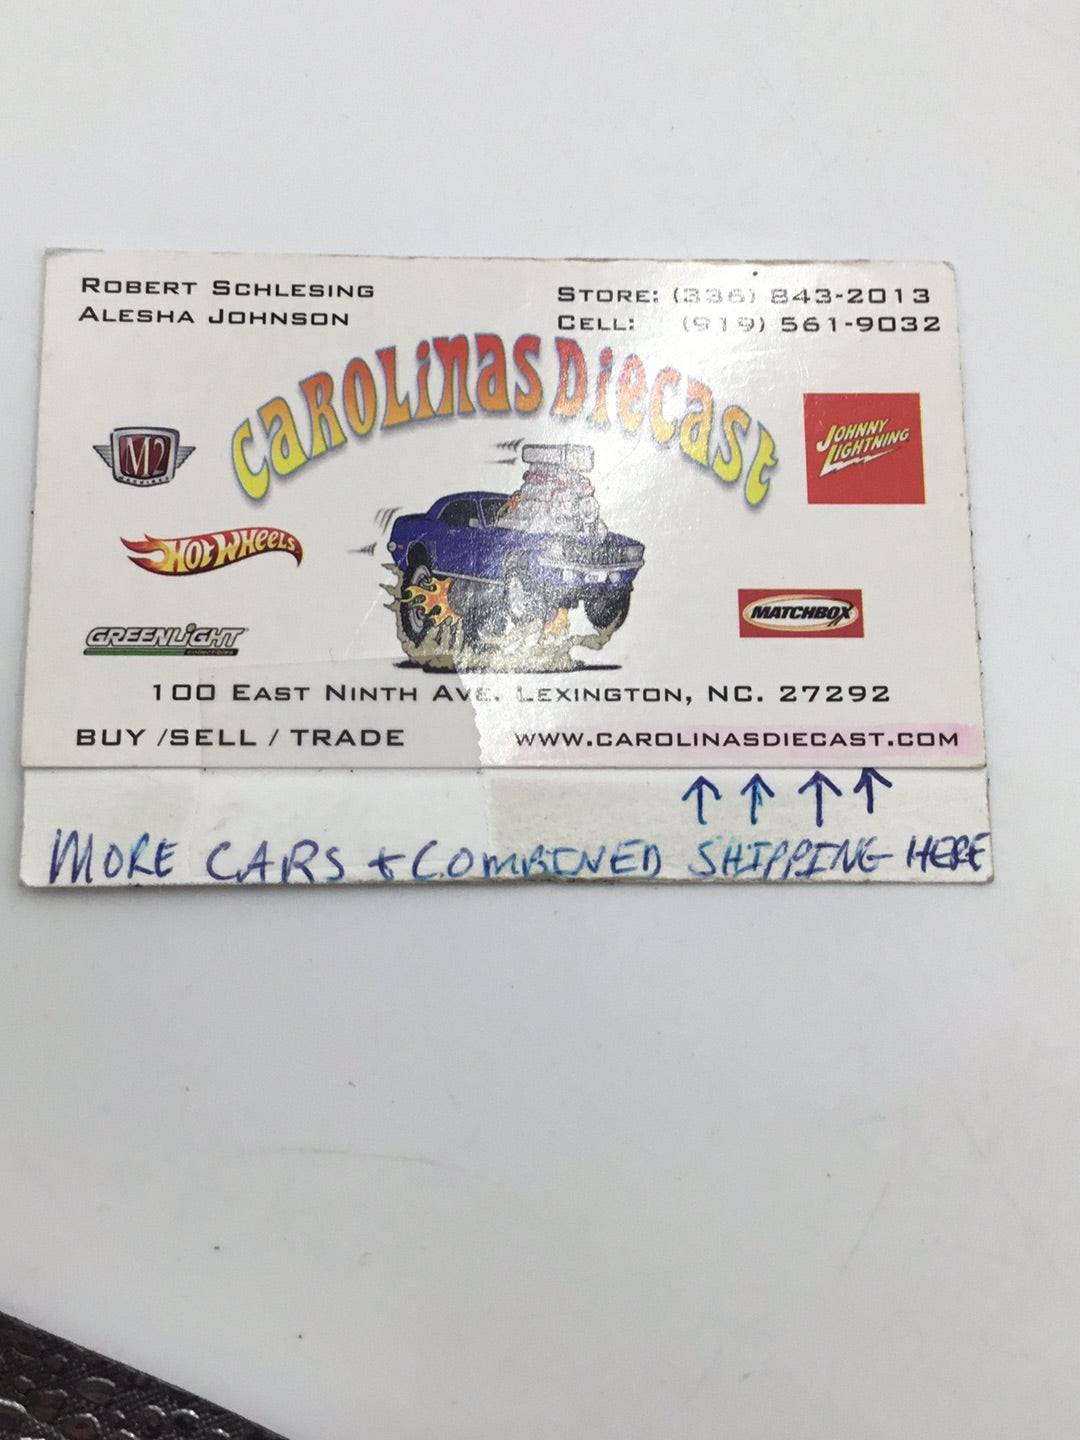 ROBERT SCHLESING
ALESHA JOHNSON
STORE: (336) 843-2013
CELL: (919) 561-9032
CAROLINAS DIECAST
M2
MACHINES
JOHNNY
LIGHTNING
HOT WHEELS
MATCHBOX
GREENLIGHT
collectibles
100 EAST NINTH AVE. LEXINGTON, NC. 27292
BUY /SELL / TRADE
WWW.CAROLINASDIECAST.COM
MORE CARS + COMBINED SHIPPING HERE